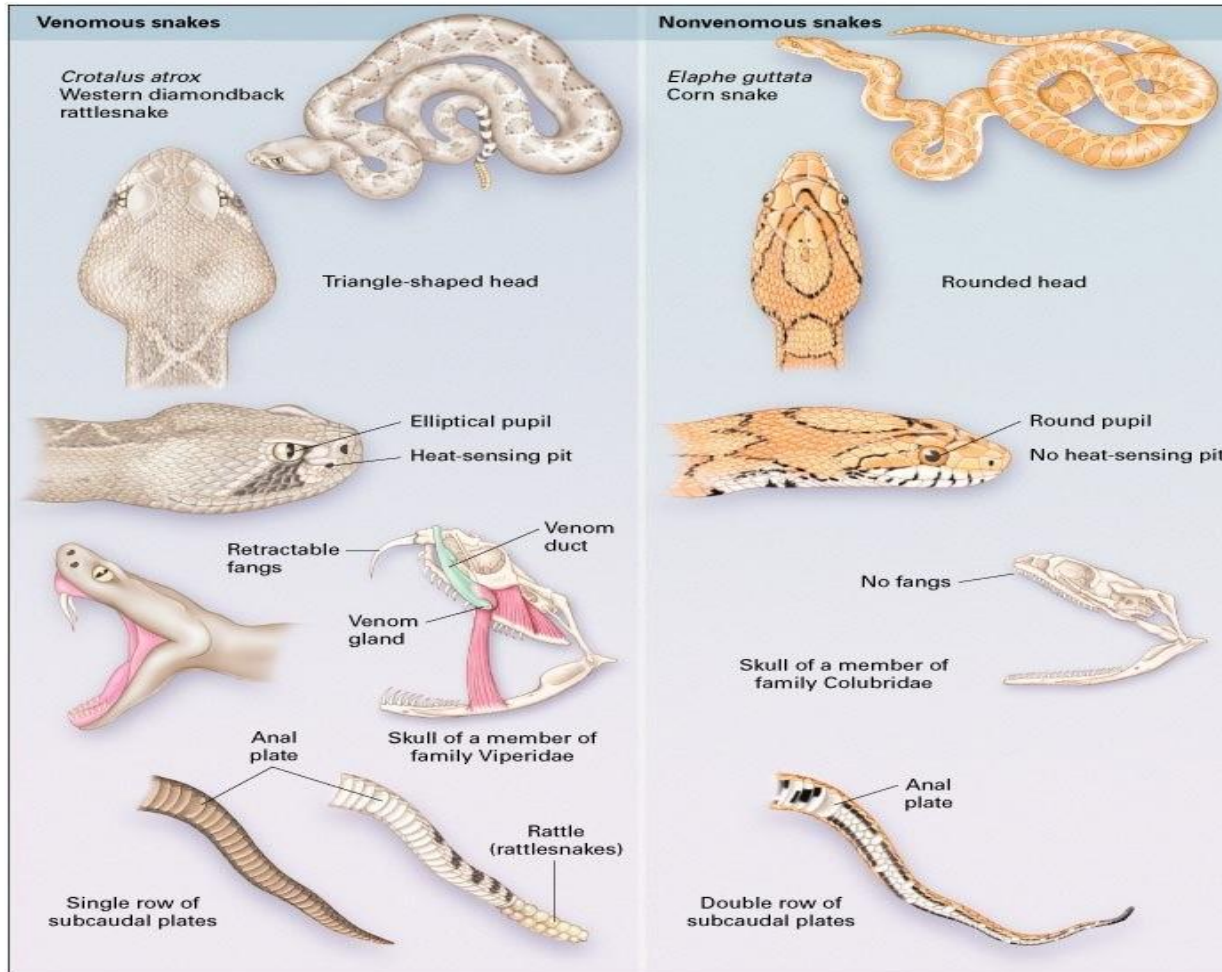 Venomous snakes
Crotalus atrox
Western diamondback
rattlesnake
Triangle-shaped head
Elliptical pupil
Heat-sensing pit
Retractable
fangs
Venom
duct
Venom
gland
Skull of a member of
family Viperidae
Anal
plate
Rattle
(rattlesnakes)
Single row of
subcaudal plates
Nonvenomous snakes
Elaphe guttata
Corn snake
Rounded head
Round pupil
No heat-sensing pit
No fangs
Skull of a member of
family Colubridae
Anal
plate
Double row of
subcaudal plates